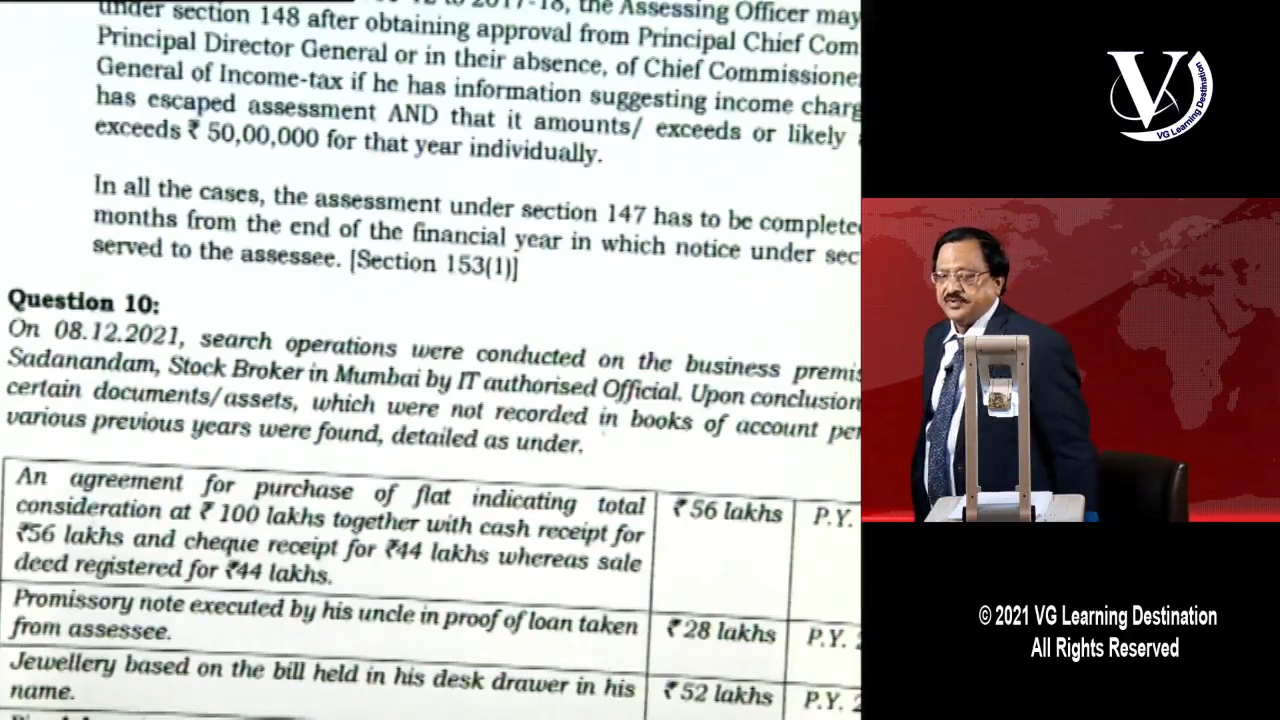 under section 148 after obtaining approval from Principal Chief Com
Principal Director General or in their absence, of Chief Commissione
General of Income-tax if he has information suggesting income charg
has escaped assessment AND that it amounts/ exceeds or likely
exceeds ₹ 50,00,000 for that year individually.
In all the cases, the assessment under section 147 has to be complete
months from the end of the financial year in which notice under sec
served to the assessee. [Section 153(1)]
Question 10:
On 08.12.2021, search operations were conducted on the business premis
Sadanandam, Stock Broker in Mumbai by IT authorised Official. Upon conclusion
certain documents/assets, which were not recorded in books of account per
various previous years were found, detailed as under.
An agreement for purchase of flat indicating total
consideration at ₹ 100 lakhs together with cash receipt for
₹56 lakhs and cheque receipt for ₹44 lakhs whereas sale
deed registered for ₹44 lakhs.
₹ 56 lakhs
P.Y.
Promissory note executed by his uncle in proof of loan taken
from assessee.
₹ 28 lakhs
P.Y. 2
Jewellery based on the bill held in his desk drawer in his
name.
₹ 52 lakhs
P.Y. 2
V
VG Learning Destination
© 2021 VG Learning Destination
All Rights Reserved